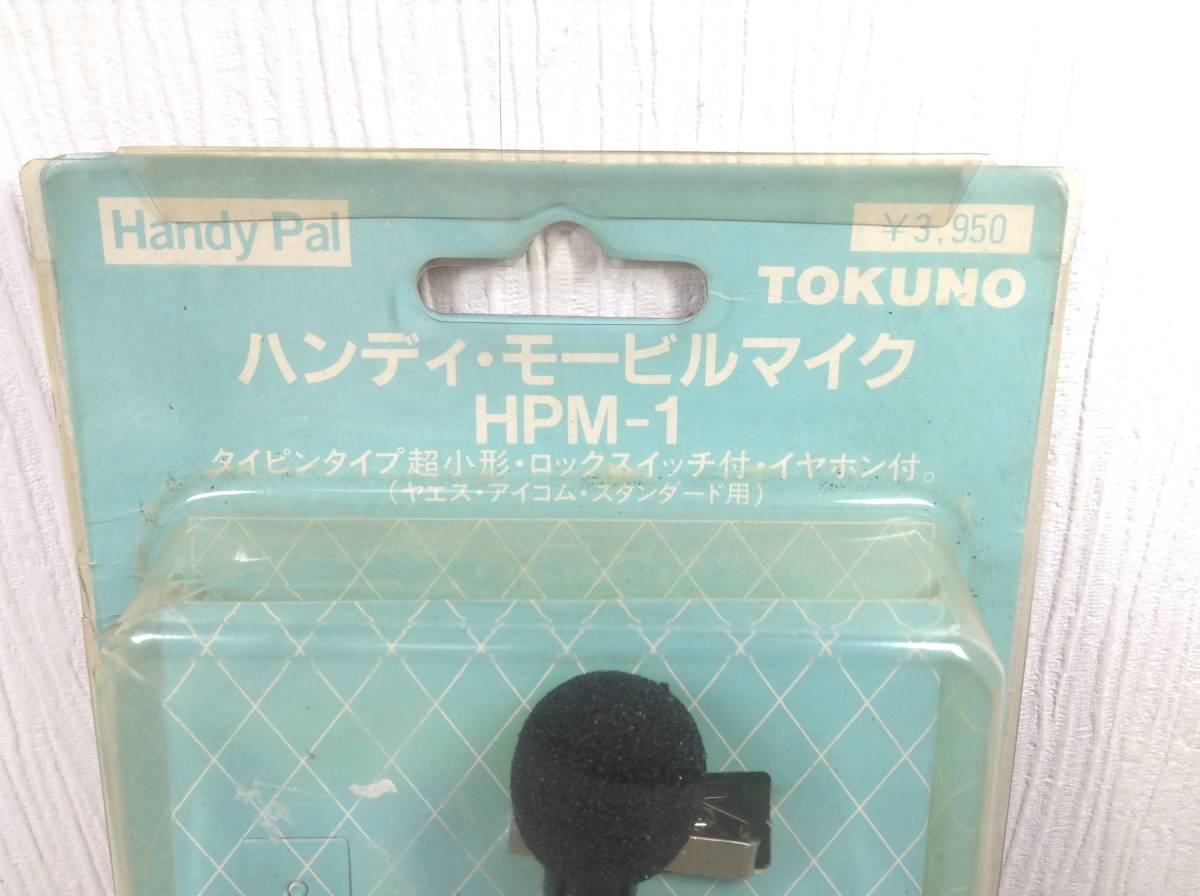 Handy Pal
¥3,950
TOKUNO
ハンディ・モービルマイク
HPM-1
タイピンタイプ超小形・ロックスイッチ付・イヤホン付。
(ヤエス・アイコム・スタンダード用)